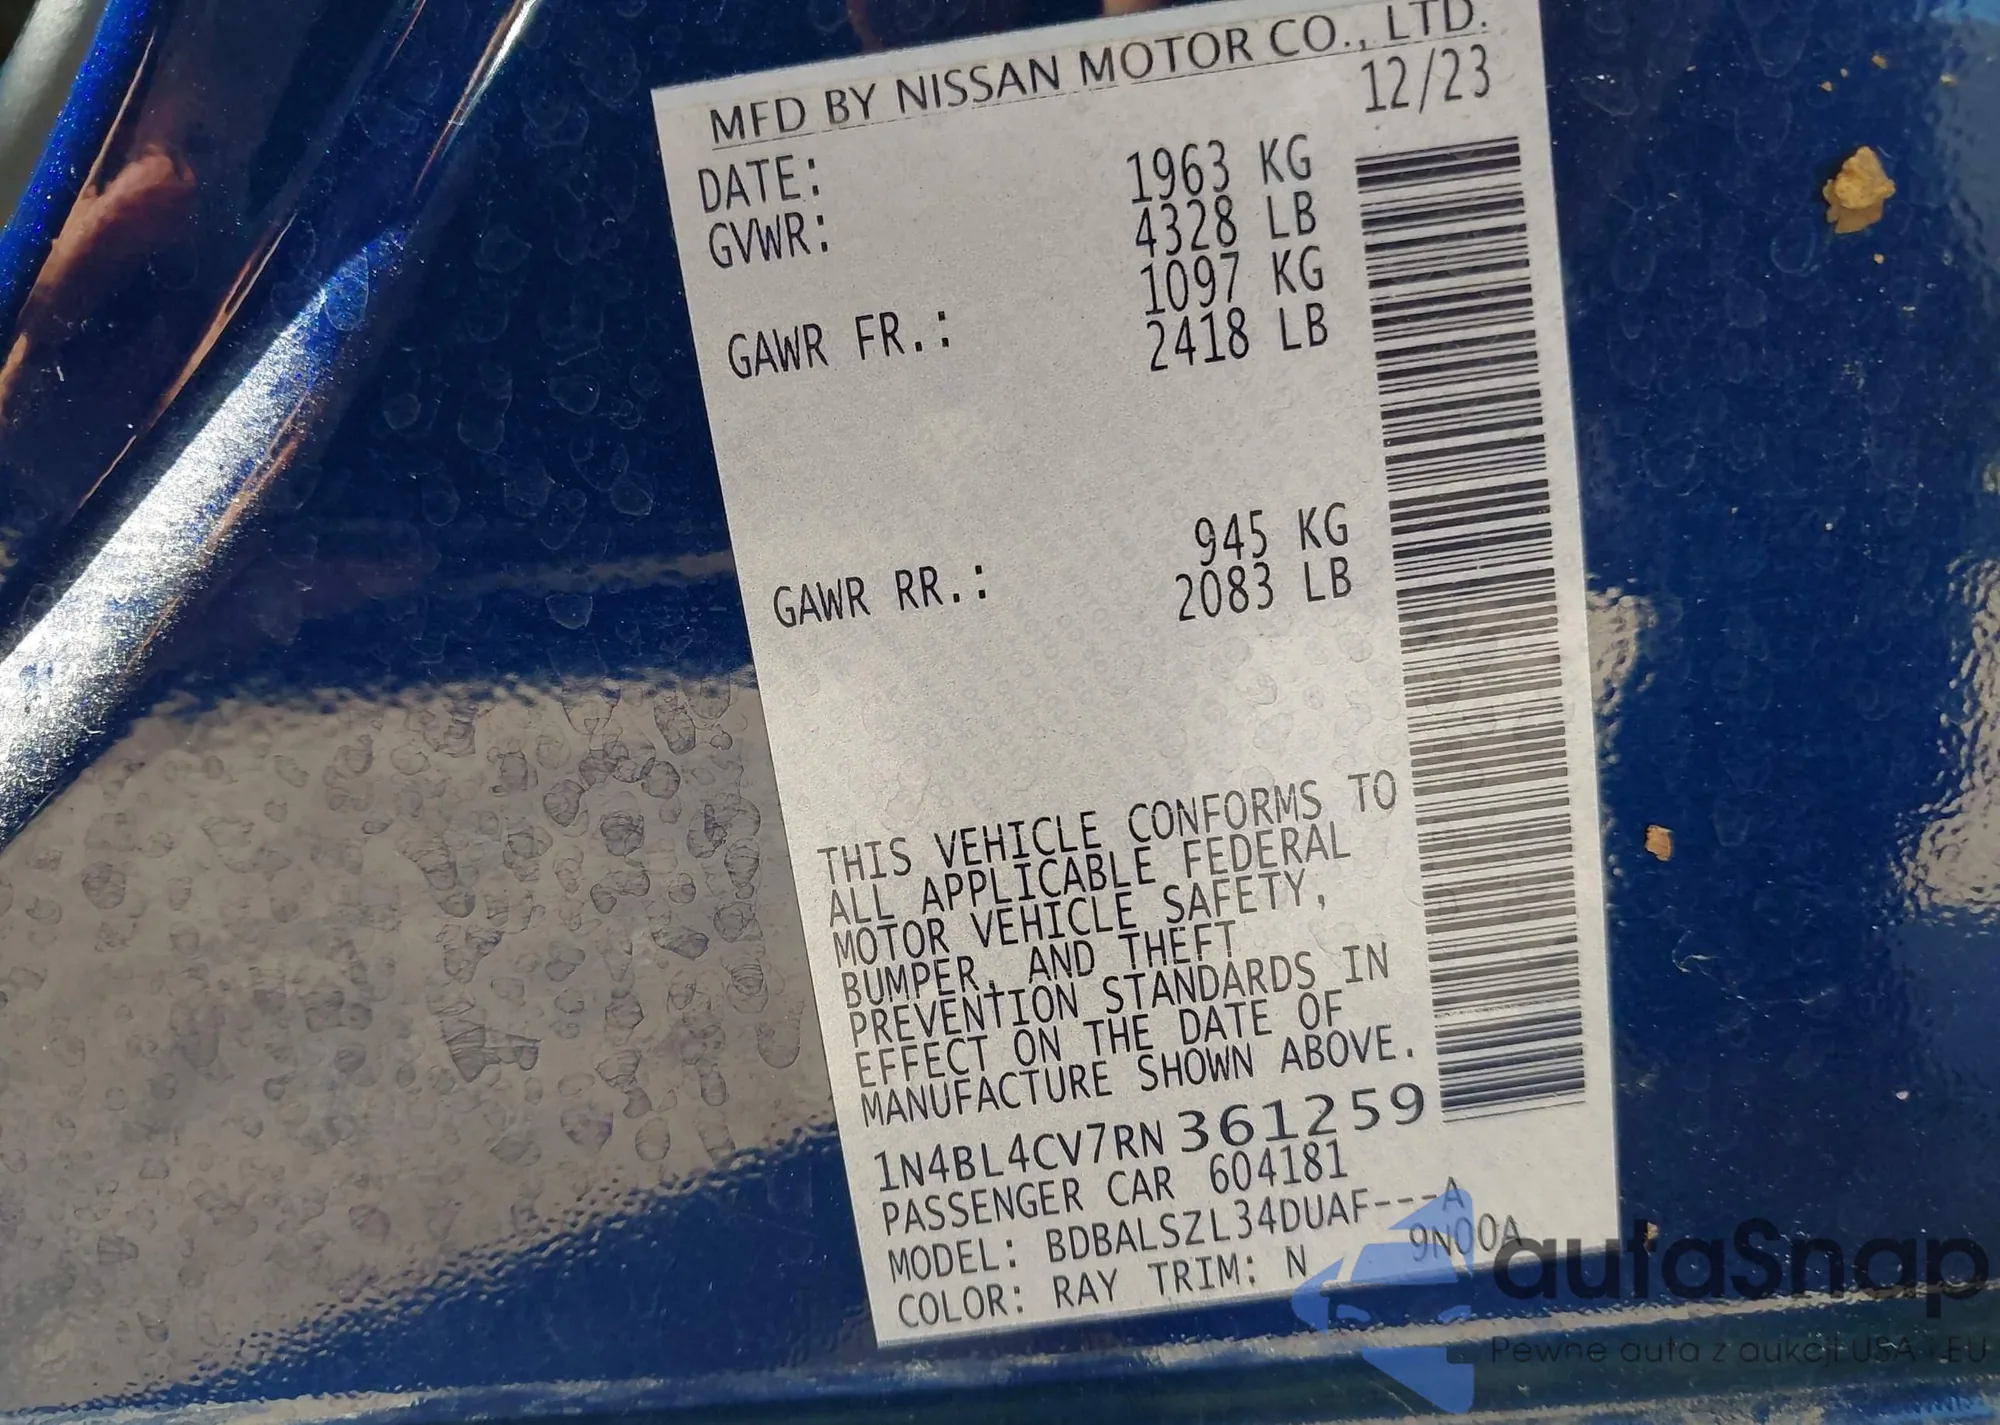 MFD BY NISSAN MOTOR CO., LTD.
DATE: 12/23
GVWR: 1963 KG
4328 LB
GAWR FR.: 1097 KG
2418 LB
GAWR RR.: 945 KG
2083 LB
THIS VEHICLE CONFORMS TO
ALL APPLICABLE FEDERAL
MOTOR VEHICLE SAFETY,
BUMPER, AND THEFT
PREVENTION STANDARDS IN
EFFECT ON THE DATE OF
MANUFACTURE SHOWN ABOVE.
1N4BL4CV7RN361259
PASSENGER CAR 604181
MODEL: BDBALSZL34DUAF---A
COLOR: RAY TRIM: N 9N00A
autaSnap
Pewne auta z aukcji USA i EU